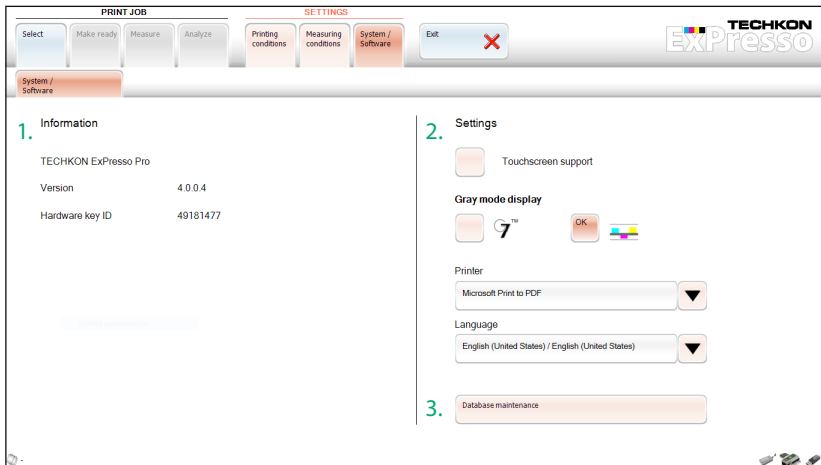 PRINT JOB
SETTINGS
Select
Make ready
Measure
Analyze
Printing
conditions
Measuring
conditions
System /
Software
Exit
TECHKON
ExPresso
System /
Software
1.
Information
TECHKON ExPresso Pro
Version 4.0.0.4
Hardware key ID 49181477
2.
Settings
Touchscreen support
Gray mode display
G7™
OK
Printer
Microsoft Print to PDF
Language
English (United States) / English (United States)
3.
Database maintenance